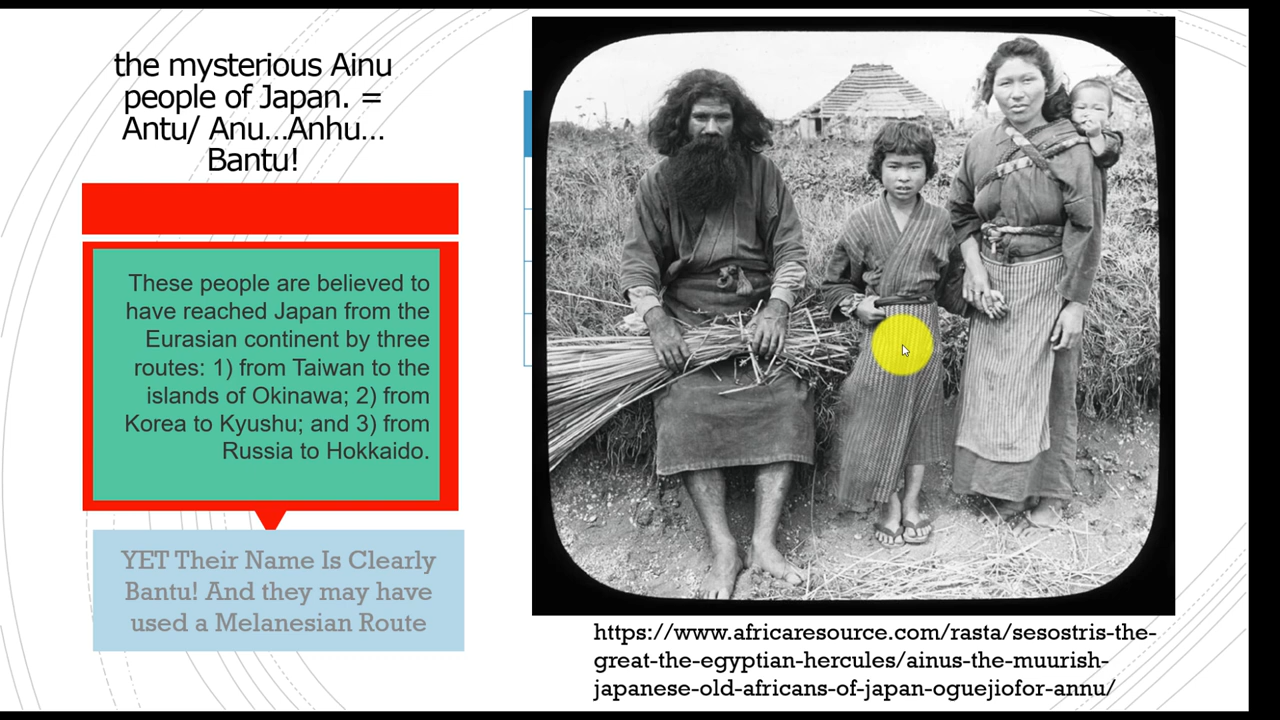 the mysterious Ainu
people of Japan. =
Antu/ Anu...Anhu...
Bantu!
These people are believed to
have reached Japan from the
Eurasian continent by three
routes: 1) from Taiwan to the
islands of Okinawa; 2) from
Korea to Kyushu; and 3) from
Russia to Hokkaido.
YET Their Name Is Clearly
Bantu! And they may have
used a Melanesian Route
https://www.africaresource.com/rasta/sesostris-the-
great-the-egyptian-hercules/ainus-the-muurish-
japanese-old-africans-of-japan-oguejiofor-annu/